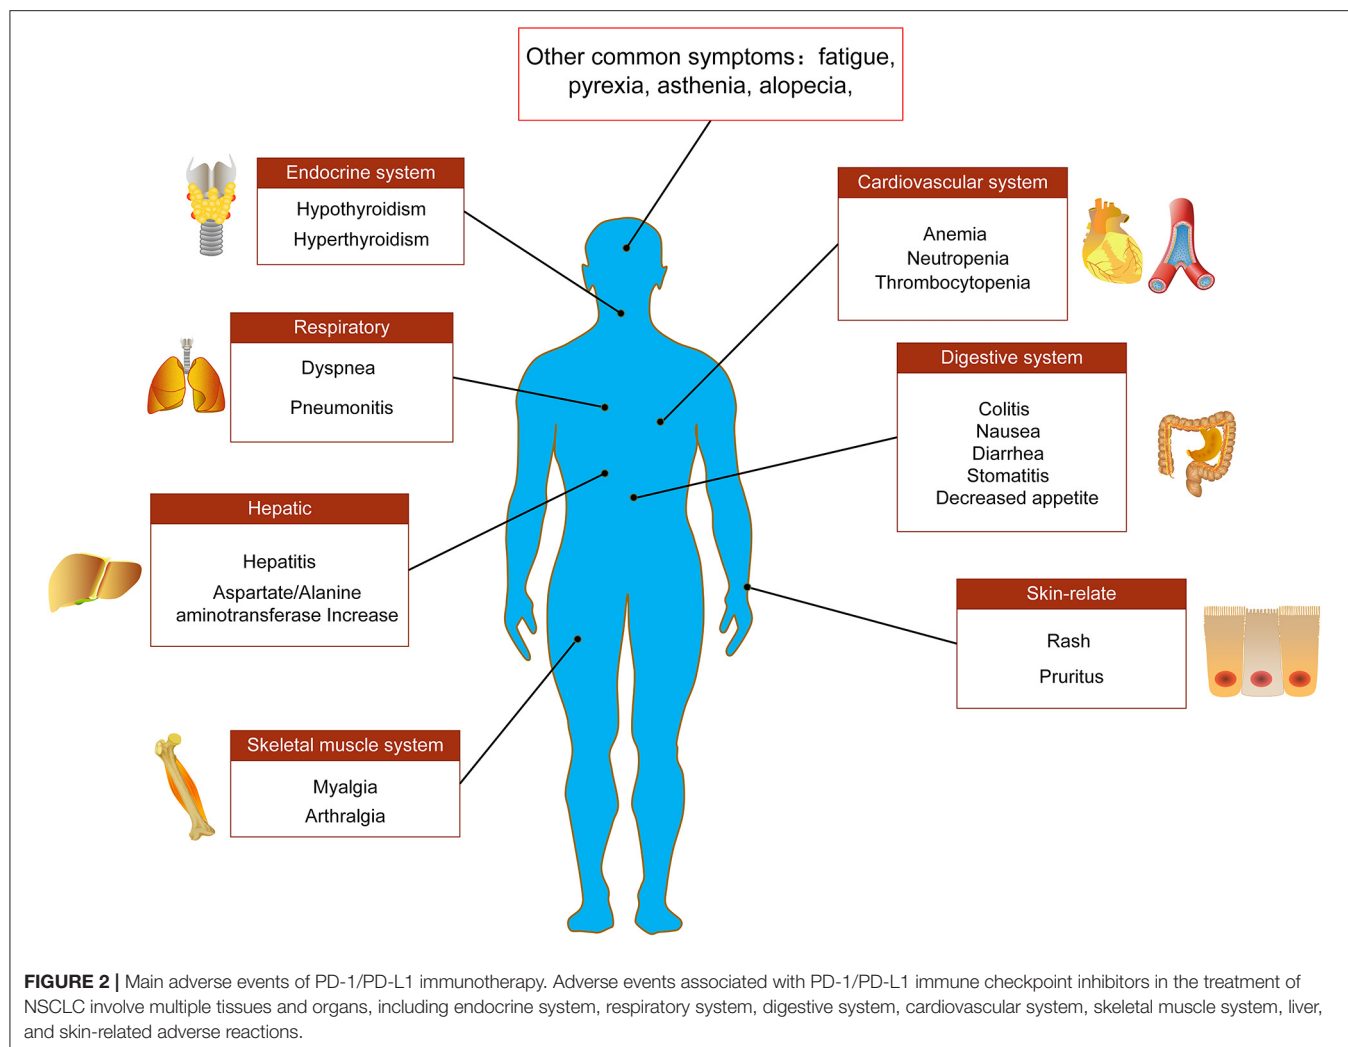 Other common symptoms：fatigue,
pyrexia, asthenia, alopecia,
Endocrine system
Hypothyroidism
Hyperthyroidism
Cardiovascular system
Anemia
Neutropenia
Thrombocytopenia
Respiratory
Dyspnea
Pneumonitis
Digestive system
Colitis
Nausea
Diarrhea
Stomatitis
Decreased appetite
Hepatic
Hepatitis
Aspartate/Alanine
aminotransferase Increase
Skin-relate
Rash
Pruritus
Skeletal muscle system
Myalgia
Arthralgia
FIGURE 2 | Main adverse events of PD-1/PD-L1 immunotherapy. Adverse events associated with PD-1/PD-L1 immune checkpoint inhibitors in the treatment of
NSCLC involve multiple tissues and organs, including endocrine system, respiratory system, digestive system, cardiovascular system, skeletal muscle system, liver,
and skin-related adverse reactions.